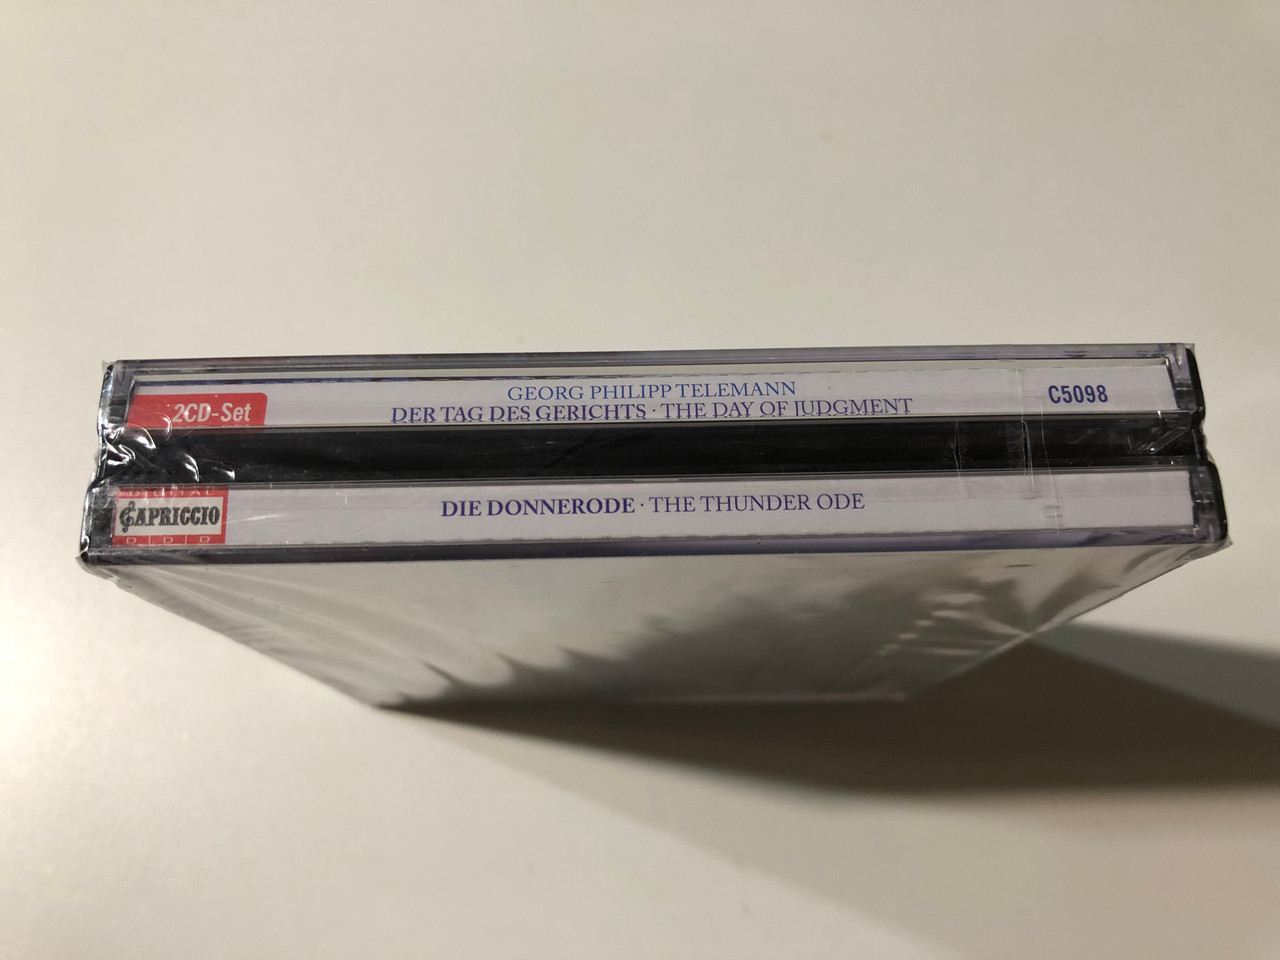 2CD-Set
GEORG PHILIPP TELEMANN
DER TAG DES GERICHTS · THE DAY OF JUDGMENT
C5098
DIGITAL
CAPRICCIO
D D D
DIE DONNERODE · THE THUNDER ODE